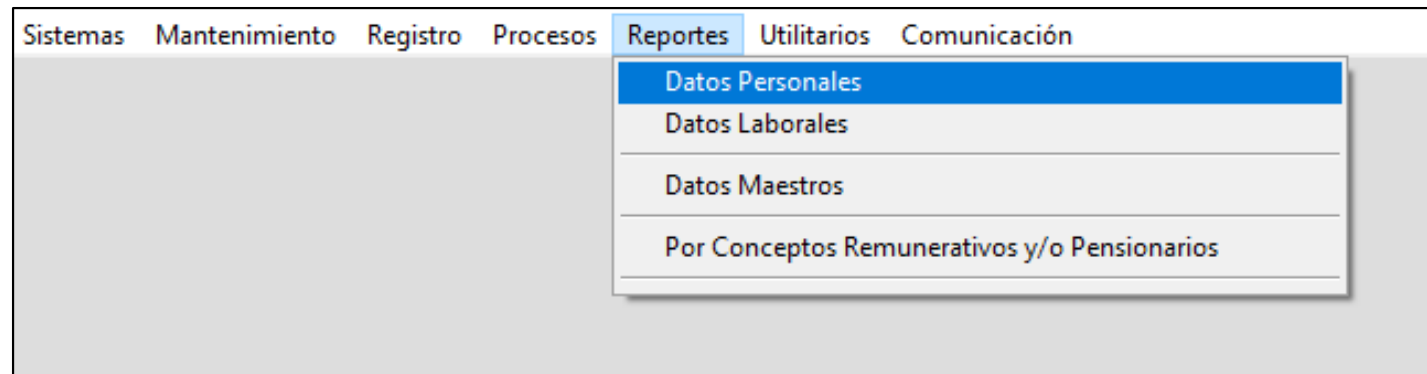 Sistemas Mantenimiento Registro Procesos Reportes Utilitarios Comunicación
Datos Personales
Datos Laborales
Datos Maestros
Por Conceptos Remunerativos y/o Pensionarios